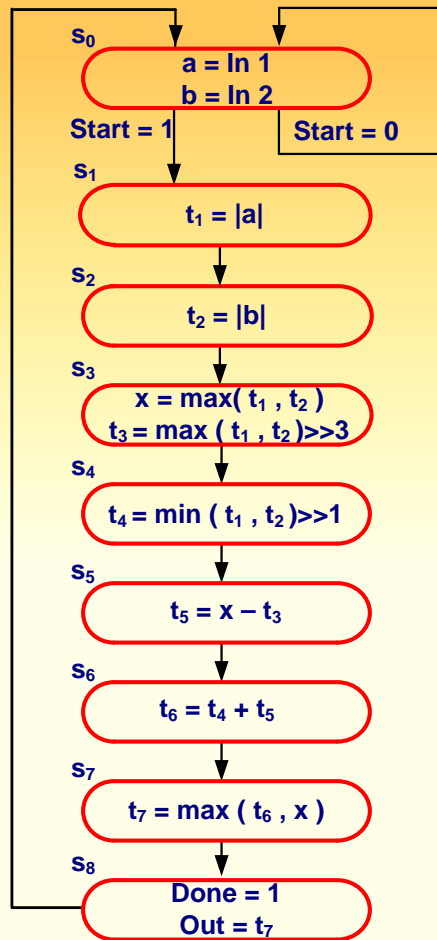 s₀
a = In 1
b = In 2
Start = 1
Start = 0
s₁
t₁ = |a|
s₂
t₂ = |b|
s₃
x = max( t₁ , t₂ )
t₃ = max ( t₁ , t₂ )>>3
s₄
t₄ = min ( t₁ , t₂ )>>1
s₅
t₅ = x – t₃
s₆
t₆ = t₄ + t₅
s₇
t₇ = max ( t₆ , x )
s₈
Done = 1
Out = t₇